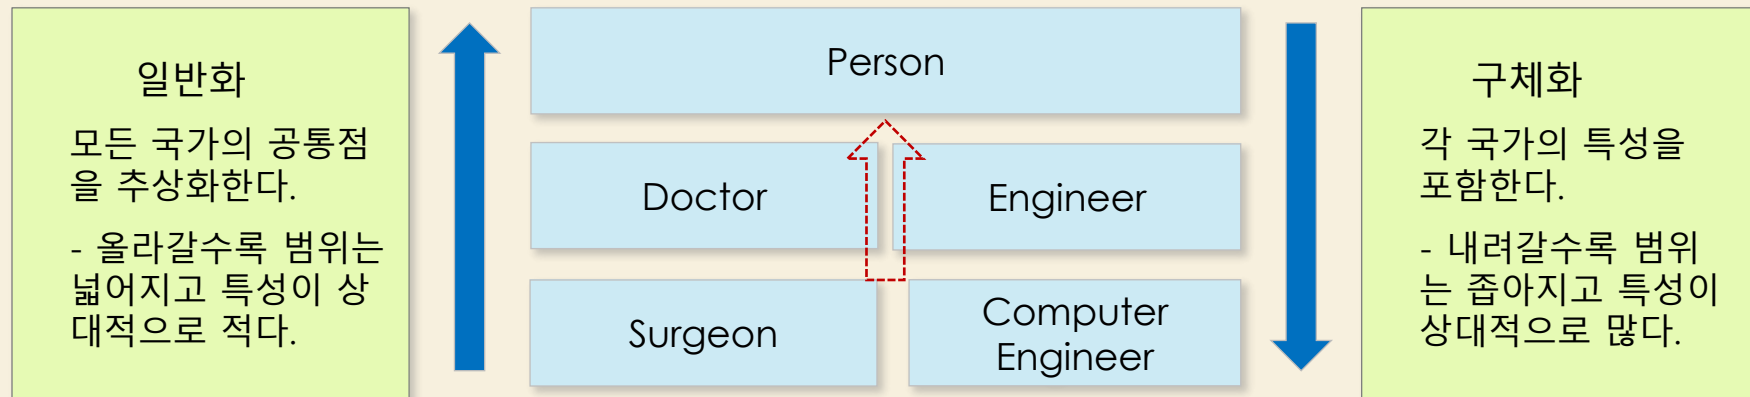 일반화
모든 국가의 공통점
을 추상화한다.
- 올라갈수록 범위는
넓어지고 특성이 상
대적으로 적다.
Person
Doctor
Engineer
Surgeon
Computer
Engineer
구체화
각 국가의 특성을
포함한다.
- 내려갈수록 범위
는 좁아지고 특성이
상대적으로 많다.